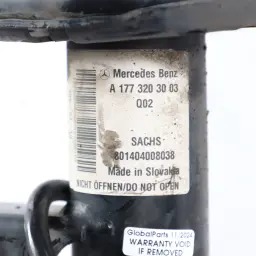 Mercedes Benz
A 177 320 30 03
Q02
SACHS
801404008038
Made in Slovakia
NICHT ÖFFNEN/DO NOT OPEN
GlobalParts 11/2024
WARRANTY VOID
IF REMOVED